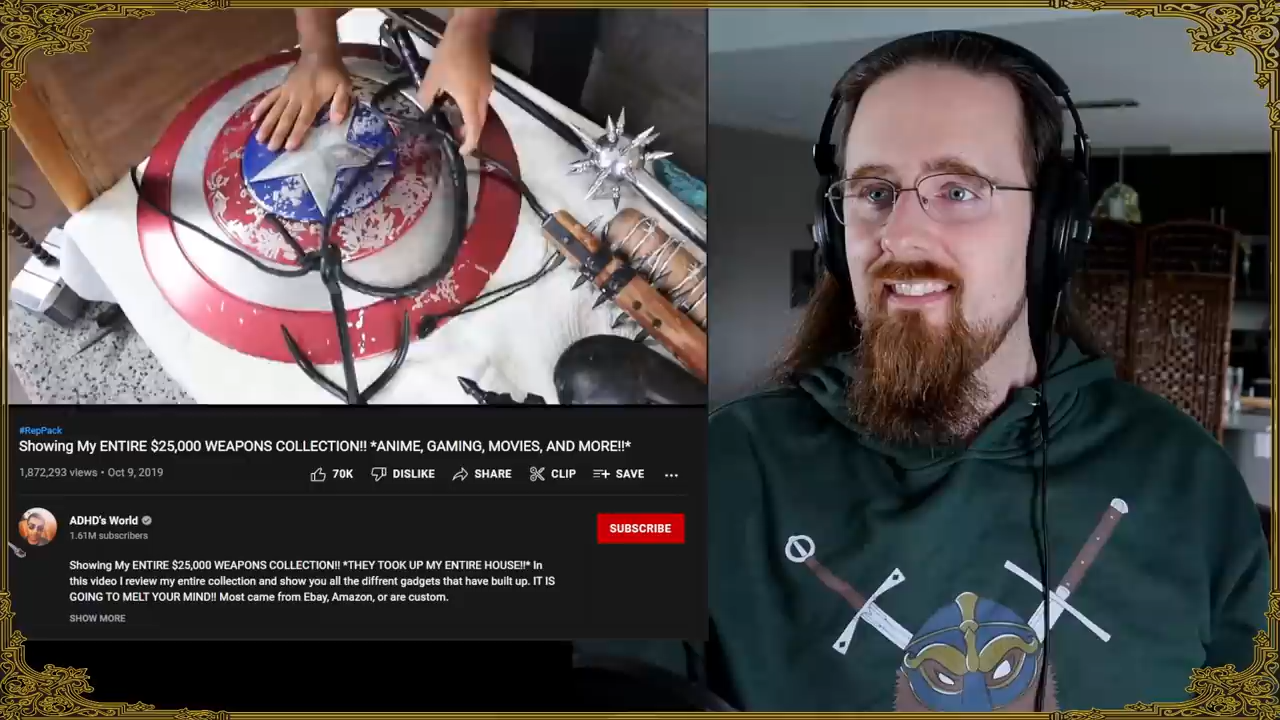 #RepPack
Showing My ENTIRE $25,000 WEAPONS COLLECTION!! *ANIME, GAMING, MOVIES, AND MORE!!*
1,872,293 views • Oct 9, 2019
70K DISLIKE SHARE CLIP SAVE ...
ADHD's World
1.61M subscribers
SUBSCRIBE
Showing My ENTIRE $25,000 WEAPONS COLLECTION!! *THEY TOOK UP MY ENTIRE HOUSE!!* In
this video I review my entire collection and show you all the diffrent gadgets that have built up. IT IS
GOING TO MELT YOUR MIND!! Most came from Ebay, Amazon, or are custom.
SHOW MORE